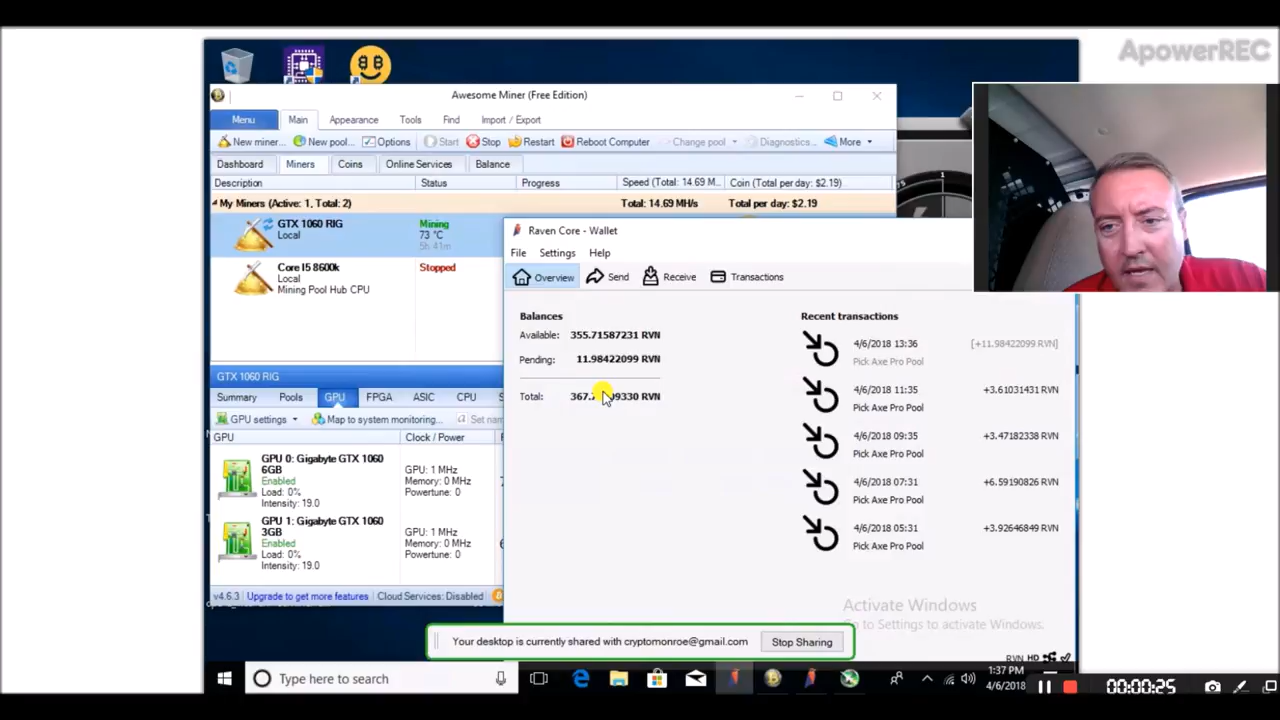 ApowerREC
Awesome Miner (Free Edition)
Menu Main Appearance Tools Find Import / Export
New miner... New pool... Options Start Stop Restart Reboot Computer Change pool Diagnostics... More
Dashboard Miners Coins Online Services Balance
Description Status Progress Speed (Total: 14.69 M... Coin (Total per day: $2.19)
My Miners (Active: 1, Total: 2) Total: 14.69 MH/s Total per day: $2.19
GTX 1060 RIG Mining
Local 73 °C
5h 41m
Core I5 8600k Stopped
Local
Mining Pool Hub CPU
Raven Core - Wallet
File Settings Help
Overview Send Receive Transactions
Balances
Available: 355.71587231 RVN
Pending: 11.98422099 RVN
Total: RVN
Recent transactions
4/6/2018 13:36 [+11.98422099 RVN]
Pick Axe Pro Pool
4/6/2018 11:35 +3.61031431 RVN
Pick Axe Pro Pool
4/6/2018 09:35 +3.47182338 RVN
Pick Axe Pro Pool
4/6/2018 07:31 +6.59190826 RVN
Pick Axe Pro Pool
4/6/2018 05:31 +3.92646849 RVN
Pick Axe Pro Pool
GTX 1060 RIG
Summary Pools GPU FPGA ASIC CPU
GPU settings Map to system monitoring... Set nam
GPU Clock / Power
GPU 0: Gigabyte GTX 1060
6GB
Enabled
Load: 0%
Intensity: 19.0
GPU: 1 MHz
Memory: 0 MHz
Powertune: 0
GPU 1: Gigabyte GTX 1060
3GB
Enabled
Load: 0%
Intensity: 19.0
GPU: 1 MHz
Memory: 0 MHz
Powertune: 0
v4.6.3 Upgrade to get more features Cloud Services: Disabled
Activate Windows
Go to Settings to activate Windows.
Your desktop is currently shared with cryptomonroe@gmail.com Stop Sharing
RVN HD
Type here to search
1:37 PM
4/6/2018
00:00:25